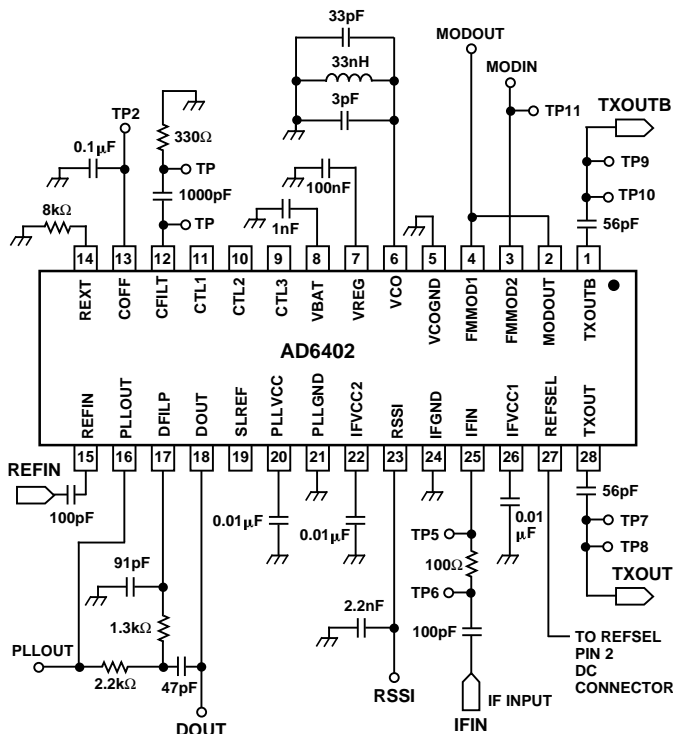 33pF
MODOUT
33nH
MODIN
TP2
3pF
TP11
TXOUTB
330Ω
0.1μF
TP
TP9
100nF
1000pF
TP10
8kΩ
TP
1nF
56pF
14 13 12 11 10 9 8 7 6 5 4 3 2 1
REXT COFF CFILT CTL1 CTL2 CTL3 VBAT VREG VCO VCOGND FMMOD1 FMMOD2 MODOUT TXOUTB
AD6402
REFIN PLLOUT DFILP DOUT SLREF PLLVCC PLLGND IFVCC2 RSSI IFGND IFIN IFVCC1 REFSEL TXOUT
15 16 17 18 19 20 21 22 23 24 25 26 27 28
REFIN
100pF
56pF
0.01μF
0.01μF
TP5
0.01
μF
TP7
100Ω
TP8
91pF
TP6
TXOUT
1.3kΩ
2.2nF
100pF
TO REFSEL
PIN 2
DC
CONNECTOR
PLLOUT
2.2kΩ
47pF
RSSI
IF INPUT
DOUT
IFIN